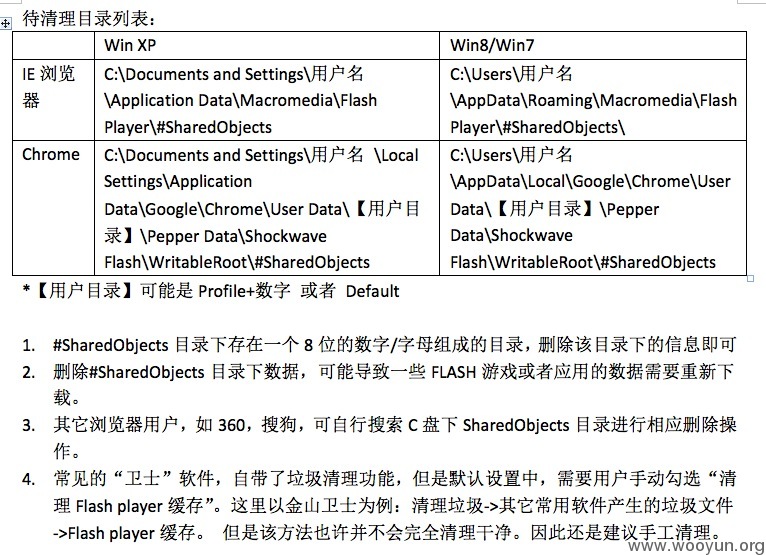 待清理目录列表：
Win XP
Win8/Win7
IE 浏览
器
C:\Documents and Settings\用户名
\Application Data\Macromedia\Flash
Player\#SharedObjects
C:\Users\用户名
\AppData\Roaming\Macromedia\Flash
Player\#SharedObjects\
Chrome
C:\Documents and Settings\用户名 \Local
Settings\Application
Data\Google\Chrome\User Data\【用户目
录】\Pepper Data\Shockwave
Flash\WritableRoot\#SharedObjects
C:\Users\用户名
\AppData\Local\Google\Chrome\User
Data\【用户目录】\Pepper
Data\Shockwave
Flash\WritableRoot\#SharedObjects
*【用户目录】可能是 Profile+数字 或者 Default
1. #SharedObjects 目录下存在一个 8 位的数字/字母组成的目录，删除该目录下的信息即可
2. 删除#SharedObjects 目录下数据，可能导致一些 FLASH 游戏或者应用的数据需要重新下
载。
3. 其它浏览器用户，如 360，搜狗，可自行搜索 C 盘下 SharedObjects 目录进行相应删除操
作。
4. 常见的“卫士”软件，自带了垃圾清理功能，但是默认设置中，需要用户手动勾选“清
理 Flash player 缓存”。这里以金山卫士为例：清理垃圾->其它常用软件产生的垃圾文件
->Flash player 缓存。 但是该方法也许并不会完全清理干净。因此还是建议手工清理。
www.wooyun.org